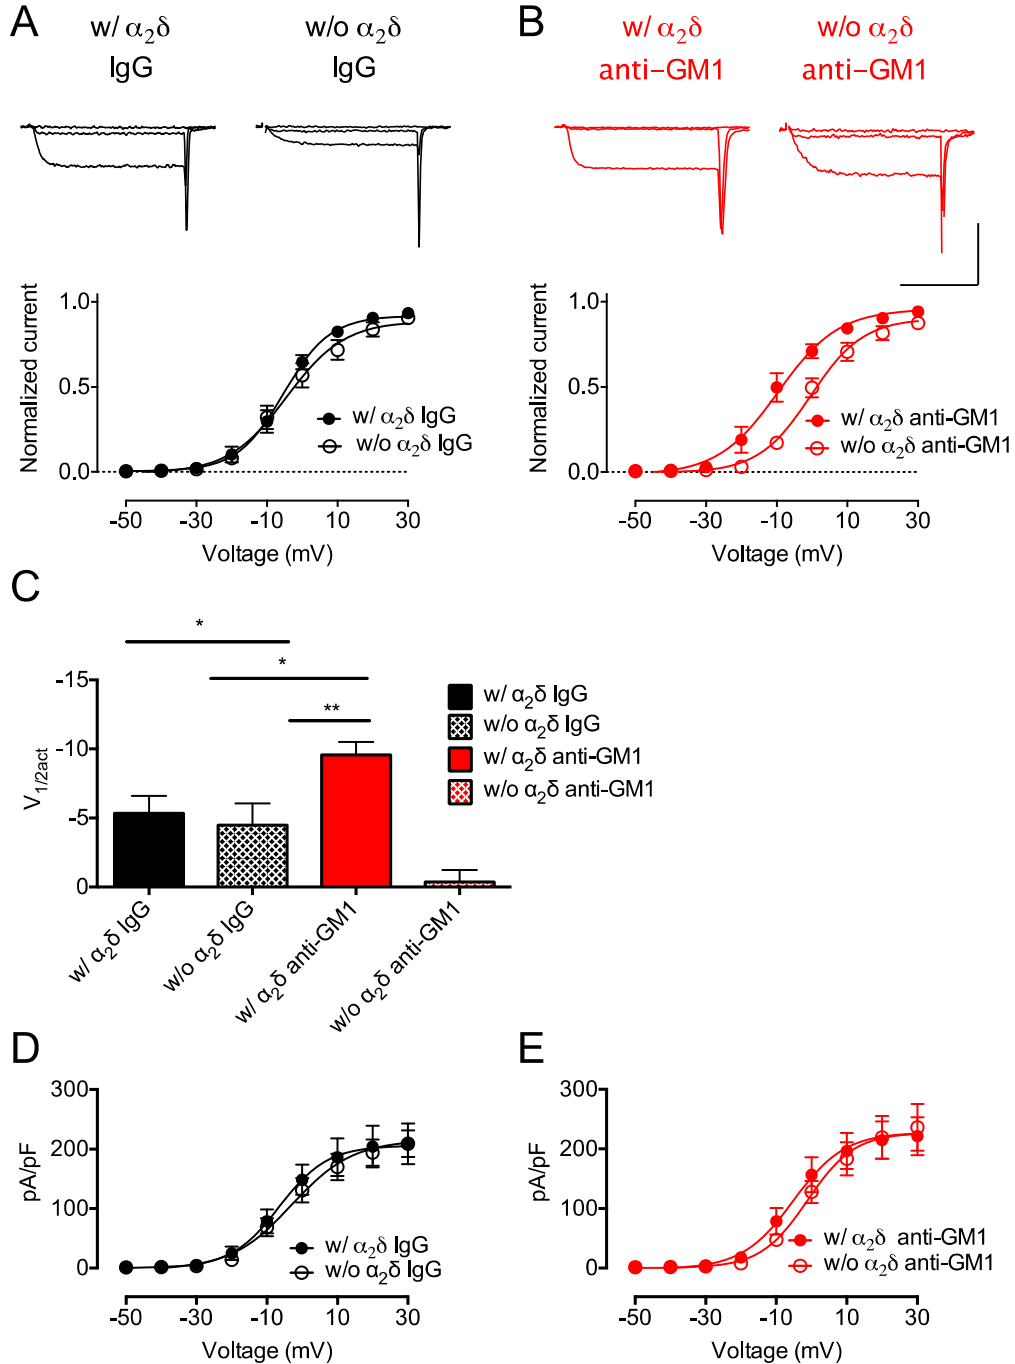 A
w/ α₂δ
IgG
w/o α₂δ
IgG
B
w/ α₂δ
anti-GM1
w/o α₂δ
anti-GM1
Normalized current
1.0
0.5
0.0
w/ α₂δ IgG
w/o α₂δ IgG
-50 -30 -10 10 30
Voltage (mV)
Normalized current
1.0
0.5
0.0
w/ α₂δ anti-GM1
w/o α₂δ anti-GM1
-50 -30 -10 10 30
Voltage (mV)
C
*
*
**
V1/2act
-15
-10
-5
0
w/ α₂δ IgG
w/o α₂δ IgG
w/ α₂δ anti-GM1
w/o α₂δ anti-GM1
w/ α₂δ IgG
w/o α₂δ IgG
w/ α₂δ anti-GM1
w/o α₂δ anti-GM1
D
pA/pF
300
200
100
0
w/ α₂δ IgG
w/o α₂δ IgG
-50 -30 -10 10 30
Voltage (mV)
E
pA/pF
300
200
100
0
w/ α₂δ anti-GM1
w/o α₂δ anti-GM1
-50 -30 -10 10 30
Voltage (mV)